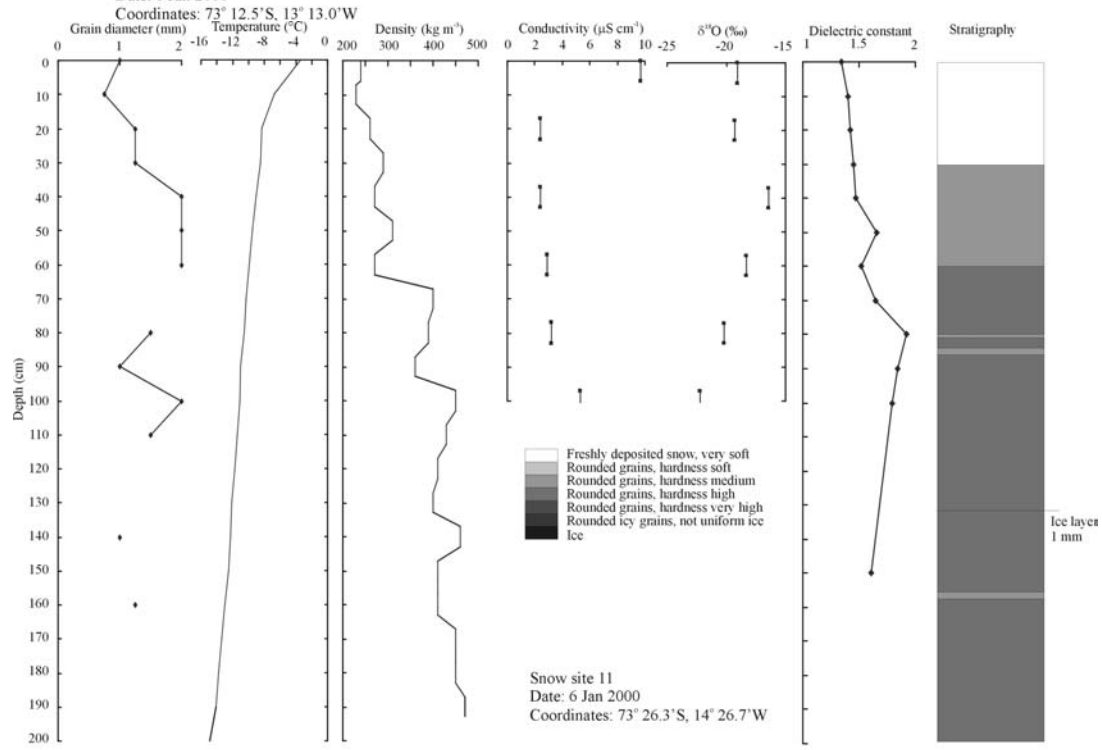 Coordinates: 73° 12.5'S, 13° 13.0'W
Grain diameter (mm)
Temperature (°C)
Density (kg m⁻³)
Conductivity (μS cm⁻¹)
δ¹⁸O (‰)
Dielectric constant
Stratigraphy
0 1 2
-16 -12 -8 -4 0
200 300 400 500
0 2 4 6 8 10
-25 -20 -15
1 1.5 2
Depth (cm)
0
10
20
30
40
50
60
70
80
90
100
110
120
130
140
150
160
170
180
190
200
Freshly deposited snow, very soft
Rounded grains, hardness soft
Rounded grains, hardness medium
Rounded grains, hardness high
Rounded grains, hardness very high
Rounded icy grains, not uniform ice
Ice
Ice layer
1 mm
Snow site 11
Date: 6 Jan 2000
Coordinates: 73° 26.3'S, 14° 26.7'W